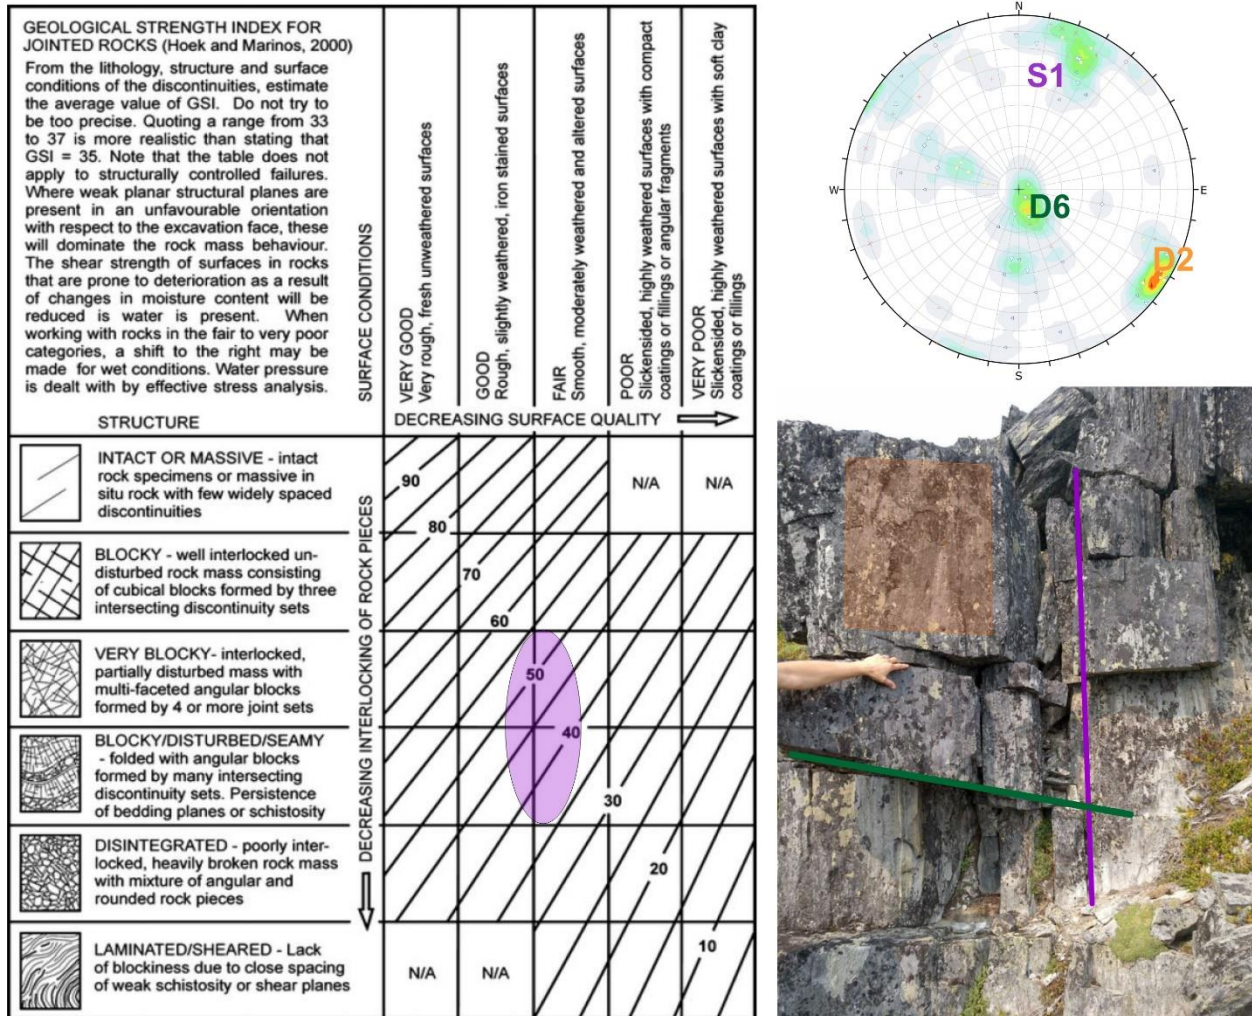 GEOLOGICAL STRENGTH INDEX FOR
JOINTED ROCKS (Hoek and Marinos, 2000)
From the lithology, structure and surface
conditions of the discontinuities, estimate
the average value of GSI. Do not try to
be too precise. Quoting a range from 33
to 37 is more realistic than stating that
GSI = 35. Note that the table does not
apply to structurally controlled failures.
Where weak planar structural planes are
present in an unfavourable orientation
with respect to the excavation face, these
will dominate the rock mass behaviour.
The shear strength of surfaces in rocks
that are prone to deterioration as a result
of changes in moisture content will be
reduced is water is present. When
working with rocks in the fair to very poor
categories, a shift to the right may be
made for wet conditions. Water pressure
is dealt with by effective stress analysis.
STRUCTURE
SURFACE CONDITIONS
VERY GOOD
Very rough, fresh unweathered surfaces
GOOD
Rough, slightly weathered, iron stained surfaces
FAIR
Smooth, moderately weathered and altered surfaces
POOR
Slickensided, highly weathered surfaces with compact
coatings or fillings or angular fragments
VERY POOR
Slickensided, highly weathered surfaces with soft clay
coatings or fillings
DECREASING SURFACE QUALITY
DECREASING INTERLOCKING OF ROCK PIECES
INTACT OR MASSIVE - intact
rock specimens or massive in
situ rock with few widely spaced
discontinuities
BLOCKY - well interlocked un-
disturbed rock mass consisting
of cubical blocks formed by three
intersecting discontinuity sets
VERY BLOCKY- interlocked,
partially disturbed mass with
multi-faceted angular blocks
formed by 4 or more joint sets
BLOCKY/DISTURBED/SEAMY
- folded with angular blocks
formed by many intersecting
discontinuity sets. Persistence
of bedding planes or schistosity
DISINTEGRATED - poorly inter-
locked, heavily broken rock mass
with mixture of angular and
rounded rock pieces
LAMINATED/SHEARED - Lack
of blockiness due to close spacing
of weak schistosity or shear planes
90
N/A
N/A
80
70
60
50
40
30
20
10
N/A
N/A
N
S1
W
E
D6
D2
S